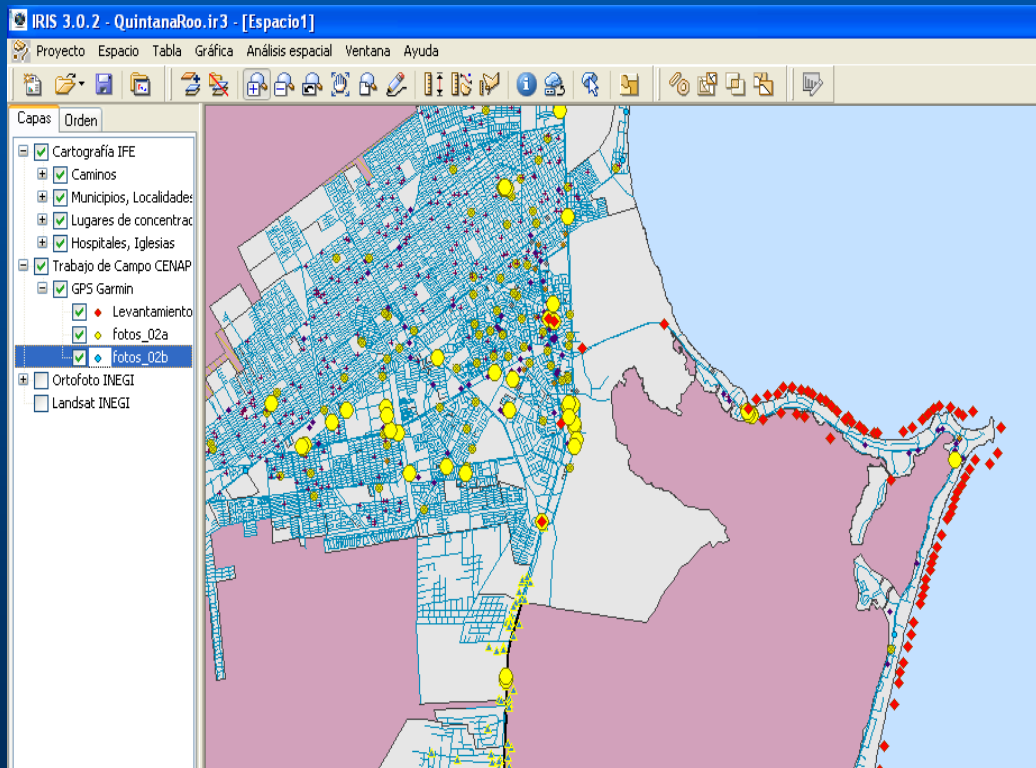 IRIS 3.0.2 - QuintanaRoo.ir3 - [Espacio1]
Proyecto Espacio Tabla Gráfica Análisis espacial Ventana Ayuda
Capas Orden
Cartografía IFE
Caminos
Municipios, Localidades
Lugares de concentrac
Hospitales, Iglesias
Trabajo de Campo CENAP
GPS Garmin
Levantamiento
fotos_02a
fotos_02b
Ortofoto INEGI
Landsat INEGI